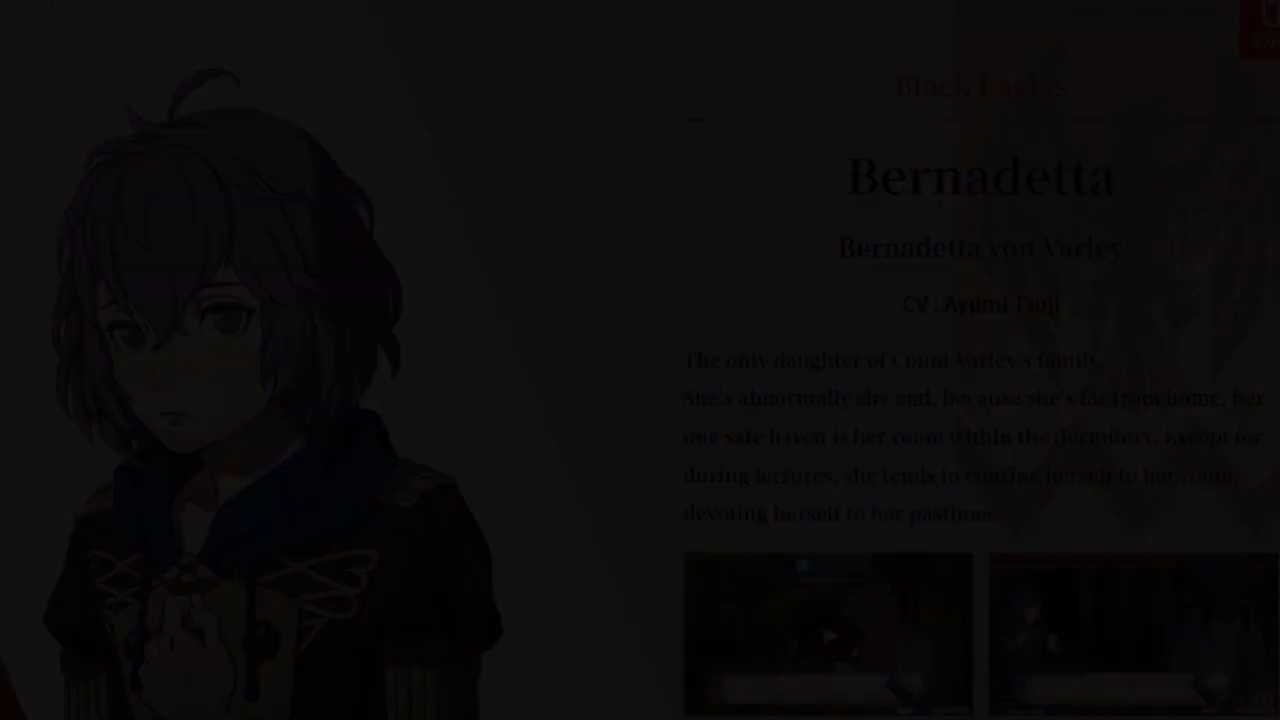 Black Eagles
Bernadetta
Bernadetta von Varley
CV : Ayumi Tsuji
The only daughter of Count Varley's family.
She's abnormally shy and, because she's far from home, her
one safe haven is her room within the dormitory, except for
during lectures, she tends to confine herself to her room,
devoting herself to her pastimes.